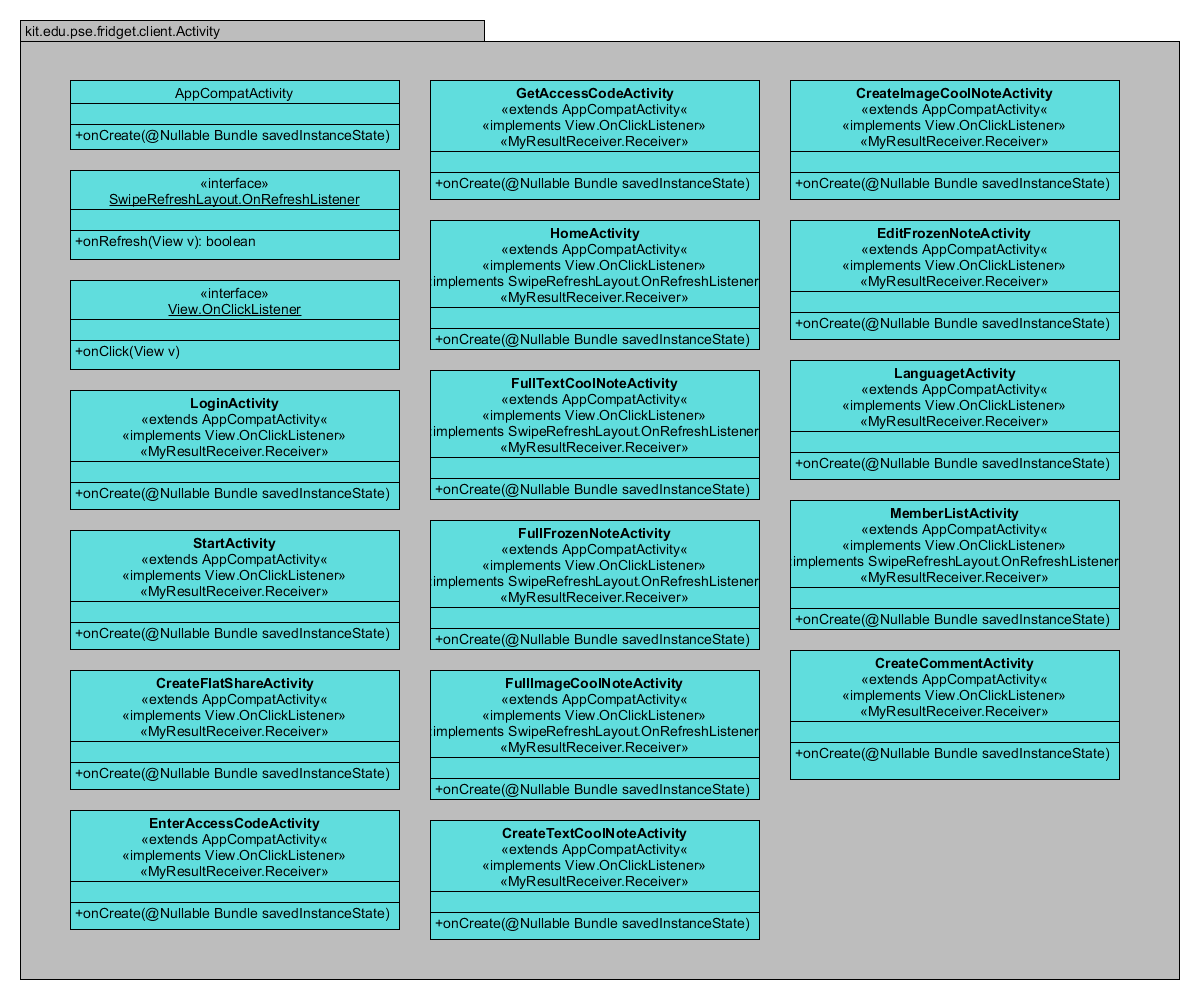 kit.edu.pse.fridget.client.Activity
AppCompatActivity
+onCreate(@Nullable Bundle savedInstanceState)
«interface»
SwipeRefreshLayout.OnRefreshListener
+onRefresh(View v): boolean
«interface»
View.OnClickListener
+onClick(View v)
LoginActivity
«extends AppCompatActivity«
«implements View.OnClickListener»
«MyResultReceiver.Receiver»
+onCreate(@Nullable Bundle savedInstanceState)
StartActivity
«extends AppCompatActivity«
«implements View.OnClickListener»
«MyResultReceiver.Receiver»
+onCreate(@Nullable Bundle savedInstanceState)
CreateFlatShareActivity
«extends AppCompatActivity«
«implements View.OnClickListener»
«MyResultReceiver.Receiver»
+onCreate(@Nullable Bundle savedInstanceState)
EnterAccessCodeActivity
«extends AppCompatActivity«
«implements View.OnClickListener»
«MyResultReceiver.Receiver»
+onCreate(@Nullable Bundle savedInstanceState)
GetAccessCodeActivity
«extends AppCompatActivity«
«implements View.OnClickListener»
«MyResultReceiver.Receiver»
+onCreate(@Nullable Bundle savedInstanceState)
HomeActivity
«extends AppCompatActivity«
«implements View.OnClickListener»
implements SwipeRefreshLayout.OnRefreshListener
«MyResultReceiver.Receiver»
+onCreate(@Nullable Bundle savedInstanceState)
FullTextCoolNoteActivity
«extends AppCompatActivity«
«implements View.OnClickListener»
implements SwipeRefreshLayout.OnRefreshListener
«MyResultReceiver.Receiver»
+onCreate(@Nullable Bundle savedInstanceState)
FullFrozenNoteActivity
«extends AppCompatActivity«
«implements View.OnClickListener»
implements SwipeRefreshLayout.OnRefreshListener
«MyResultReceiver.Receiver»
+onCreate(@Nullable Bundle savedInstanceState)
FullImageCoolNoteActivity
«extends AppCompatActivity«
«implements View.OnClickListener»
implements SwipeRefreshLayout.OnRefreshListener
«MyResultReceiver.Receiver»
+onCreate(@Nullable Bundle savedInstanceState)
CreateTextCoolNoteActivity
«extends AppCompatActivity«
«implements View.OnClickListener»
«MyResultReceiver.Receiver»
+onCreate(@Nullable Bundle savedInstanceState)
CreateImageCoolNoteActivity
«extends AppCompatActivity«
«implements View.OnClickListener»
«MyResultReceiver.Receiver»
+onCreate(@Nullable Bundle savedInstanceState)
EditFrozenNoteActivity
«extends AppCompatActivity«
«implements View.OnClickListener»
«MyResultReceiver.Receiver»
+onCreate(@Nullable Bundle savedInstanceState)
LanguagetActivity
«extends AppCompatActivity«
«implements View.OnClickListener»
«MyResultReceiver.Receiver»
+onCreate(@Nullable Bundle savedInstanceState)
MemberListActivity
«extends AppCompatActivity«
«implements View.OnClickListener»
implements SwipeRefreshLayout.OnRefreshListener
«MyResultReceiver.Receiver»
+onCreate(@Nullable Bundle savedInstanceState)
CreateCommentActivity
«extends AppCompatActivity«
«implements View.OnClickListener»
«MyResultReceiver.Receiver»
+onCreate(@Nullable Bundle savedInstanceState)